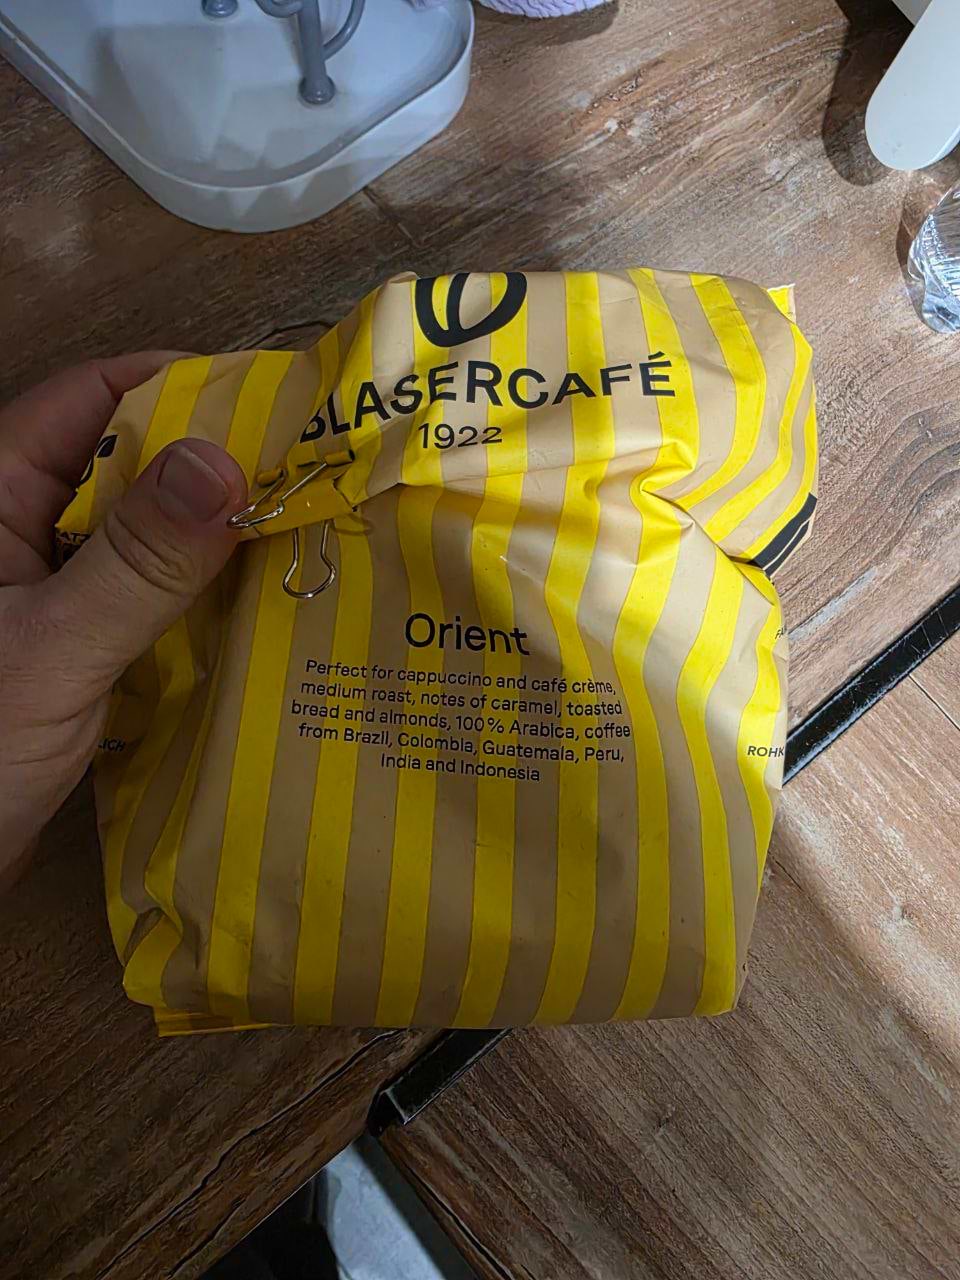 BLASERCAFÉ
1922
Orient
Perfect for cappuccino and café crème,
medium roast, notes of caramel, toasted
bread and almonds, 100% Arabica, coffee
from Brazil, Colombia, Guatemala, Peru,
India and Indonesia